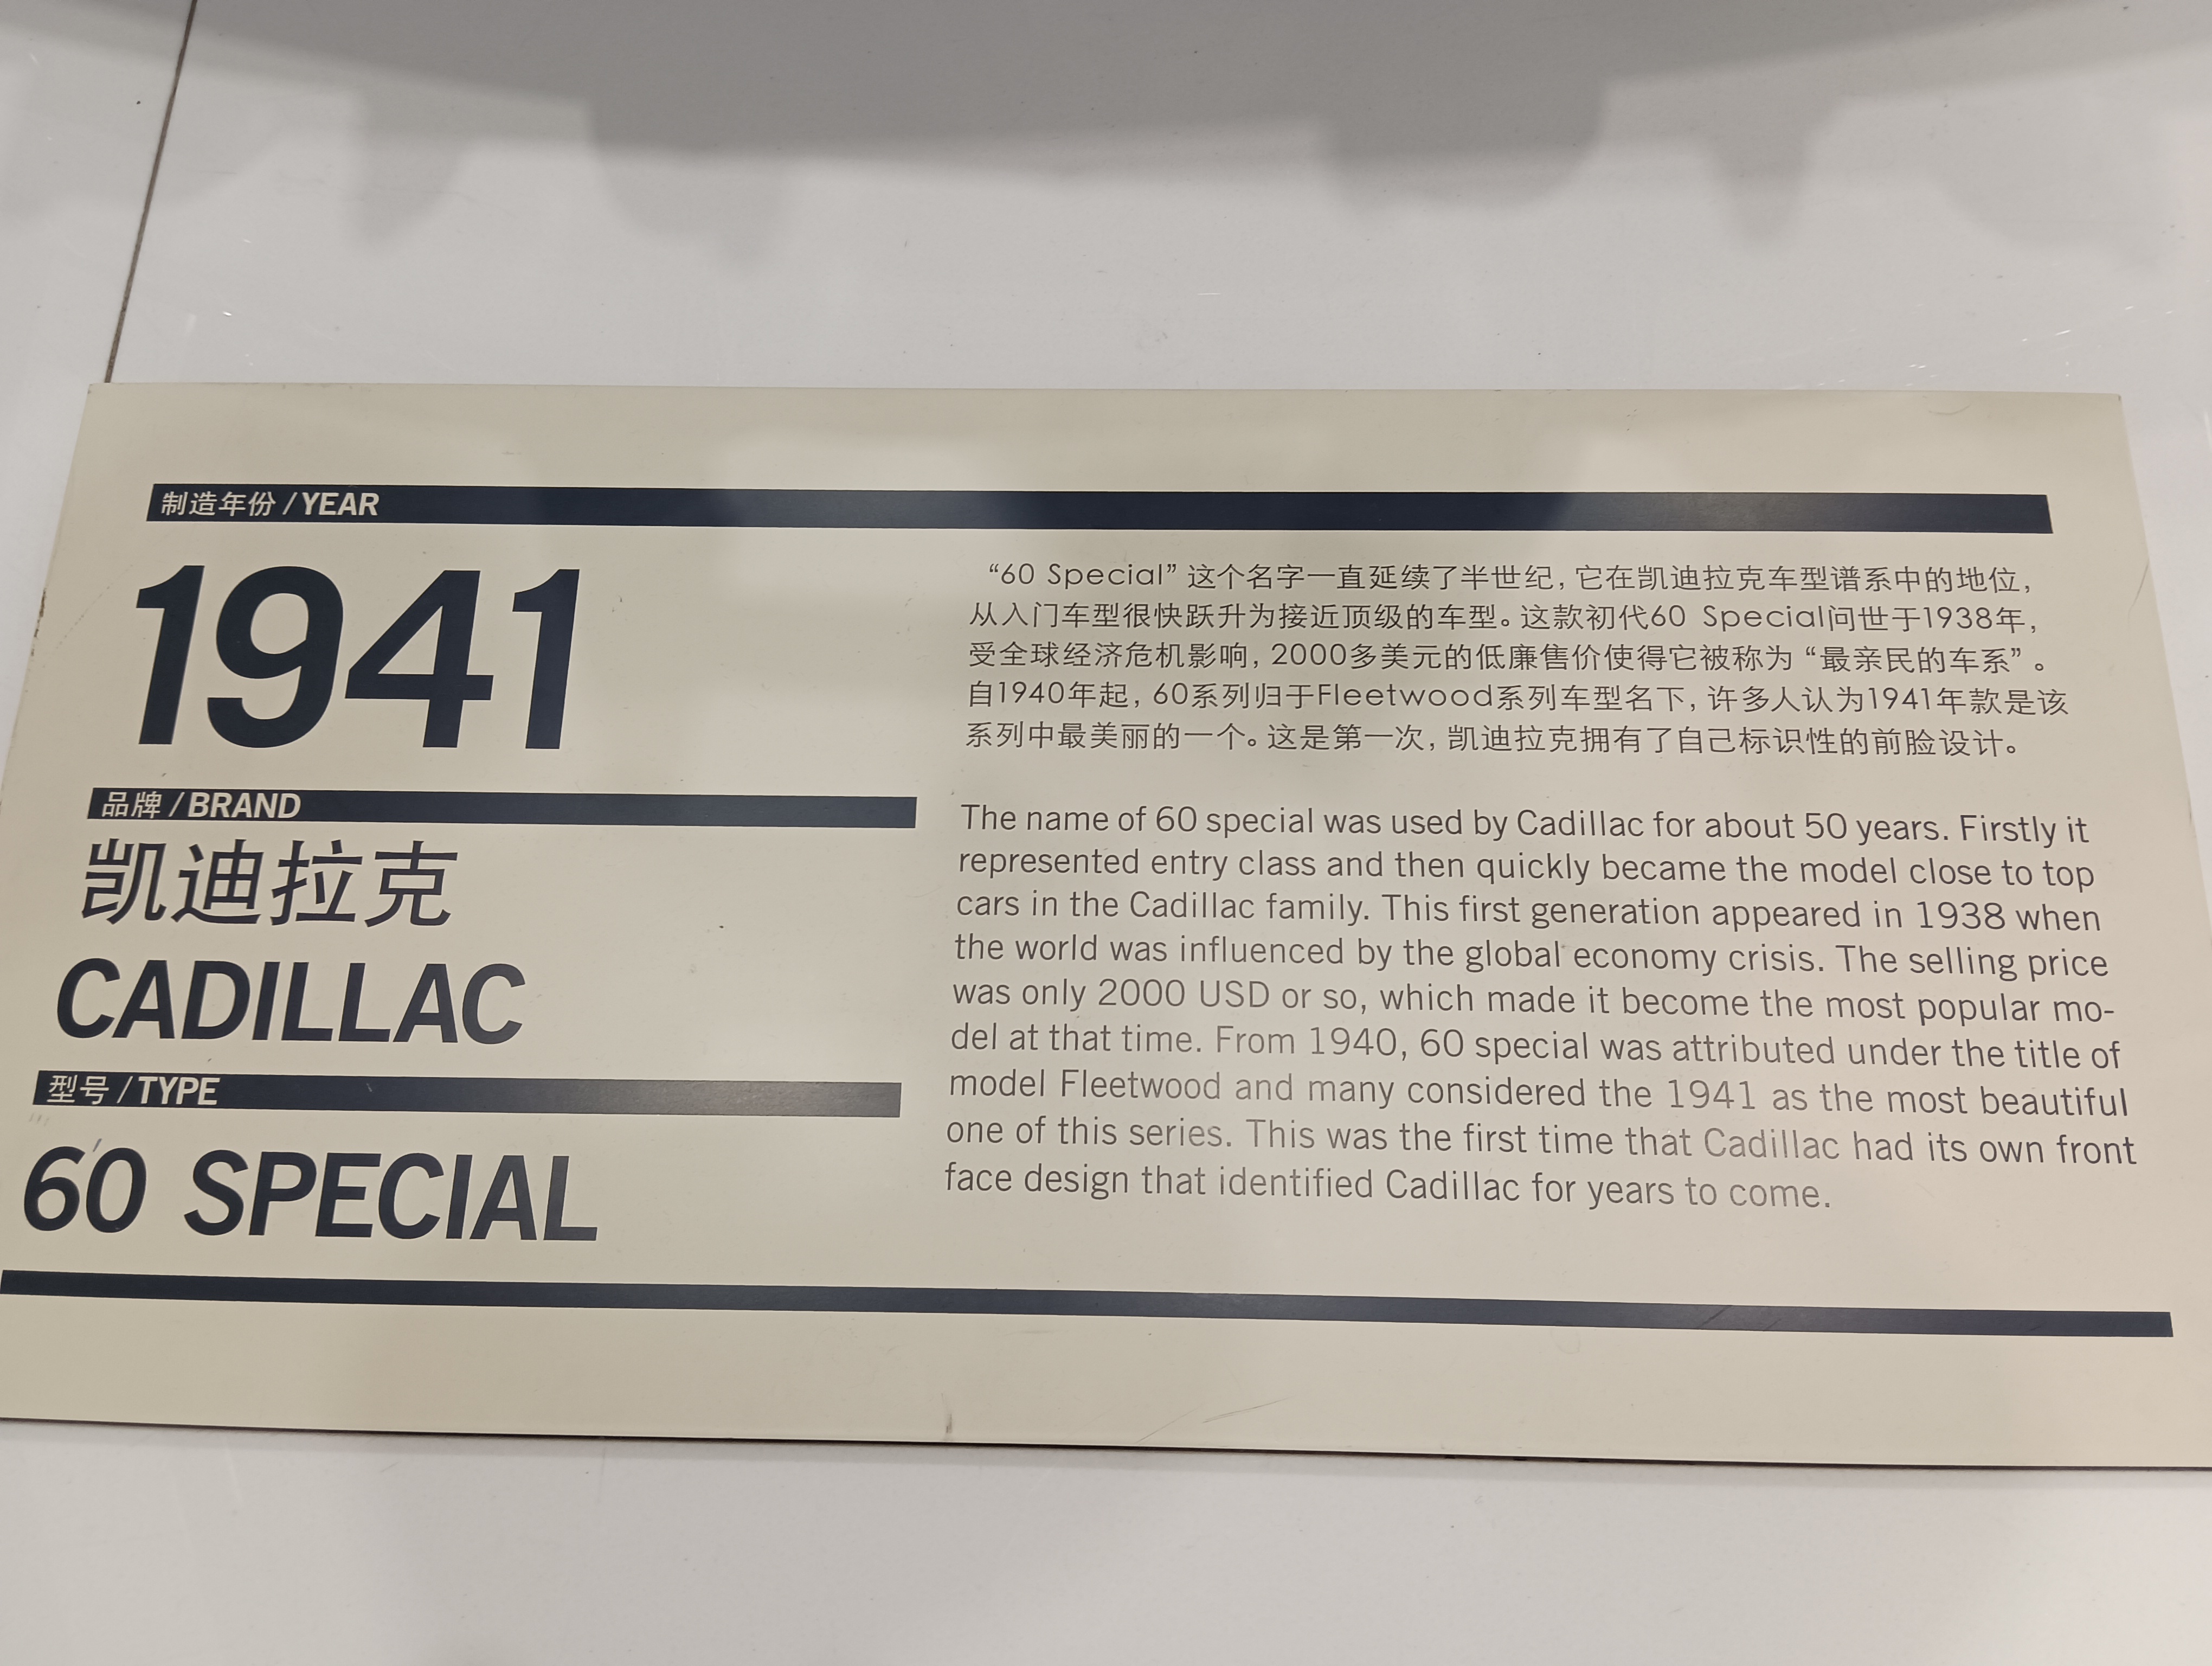 制造年份 / YEAR
1941
品牌 / BRAND
凯迪拉克
CADILLAC
型号 / TYPE
60 SPECIAL
“60 Special” 这个名字一直延续了半世纪, 它在凯迪拉克车型谱系中的地位,
从入门车型很快跃升为接近顶级的车型。这款初代60 Special问世于1938年,
受全球经济危机影响, 2000多美元的低廉售价使得它被称为 “最亲民的车系” 。
自1940年起, 60系列归于Fleetwood系列车型名下, 许多人认为1941年款是该
系列中最美丽的一个。这是第一次, 凯迪拉克拥有了自己标识性的前脸设计。
The name of 60 special was used by Cadillac for about 50 years. Firstly it
represented entry class and then quickly became the model close to top
cars in the Cadillac family. This first generation appeared in 1938 when
the world was influenced by the global economy crisis. The selling price
was only 2000 USD or so, which made it become the most popular mo-
del at that time. From 1940, 60 special was attributed under the title of
model Fleetwood and many considered the 1941 as the most beautiful
one of this series. This was the first time that Cadillac had its own front
face design that identified Cadillac for years to come.